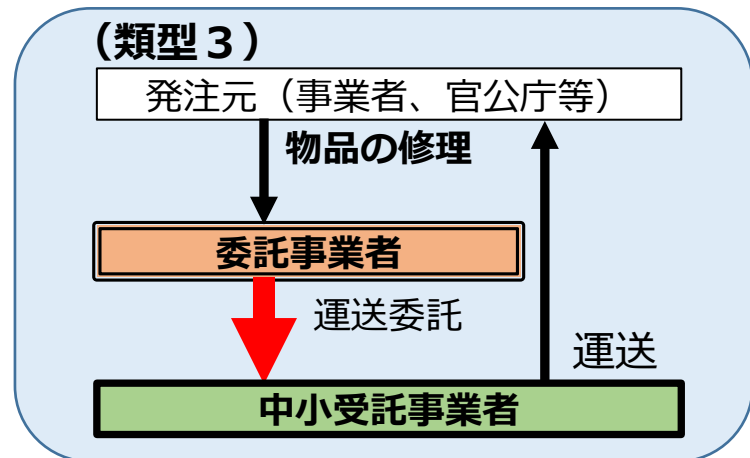 （類型３）
発注元（事業者、官公庁等）
物品の修理
委託事業者
運送委託
運送
中小受託事業者